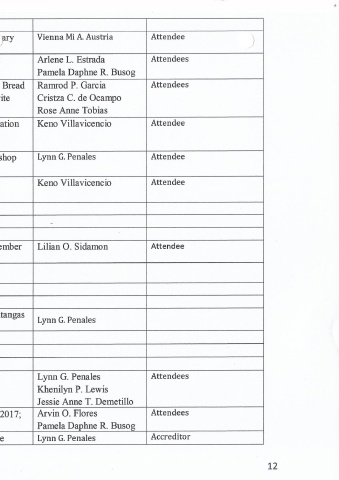 ary Vienna Mi A. Austria Attendee
Arlene L. Estrada Attendees
Pamela Daphne R. Busog
Bread Ramrod P. Garcia Attendees
ite Cristza C. de Ocampo
Rose Anne Tobias
ation Keno Villavicencio Attendee
shop Lynn G. Penales Attendee
Keno Villavicencio Attendee
ember Lilian O. Sidamon Attendee
tangas
Lynn G. Penales
Lynn G. Penales Attendees
Khenilyn P. Lewis
Jessie Anne T. Demetillo
2017; Arvin O. Flores Attendees
Pamela Daphne R. Busog
e Lynn G. Penales Accreditor
12